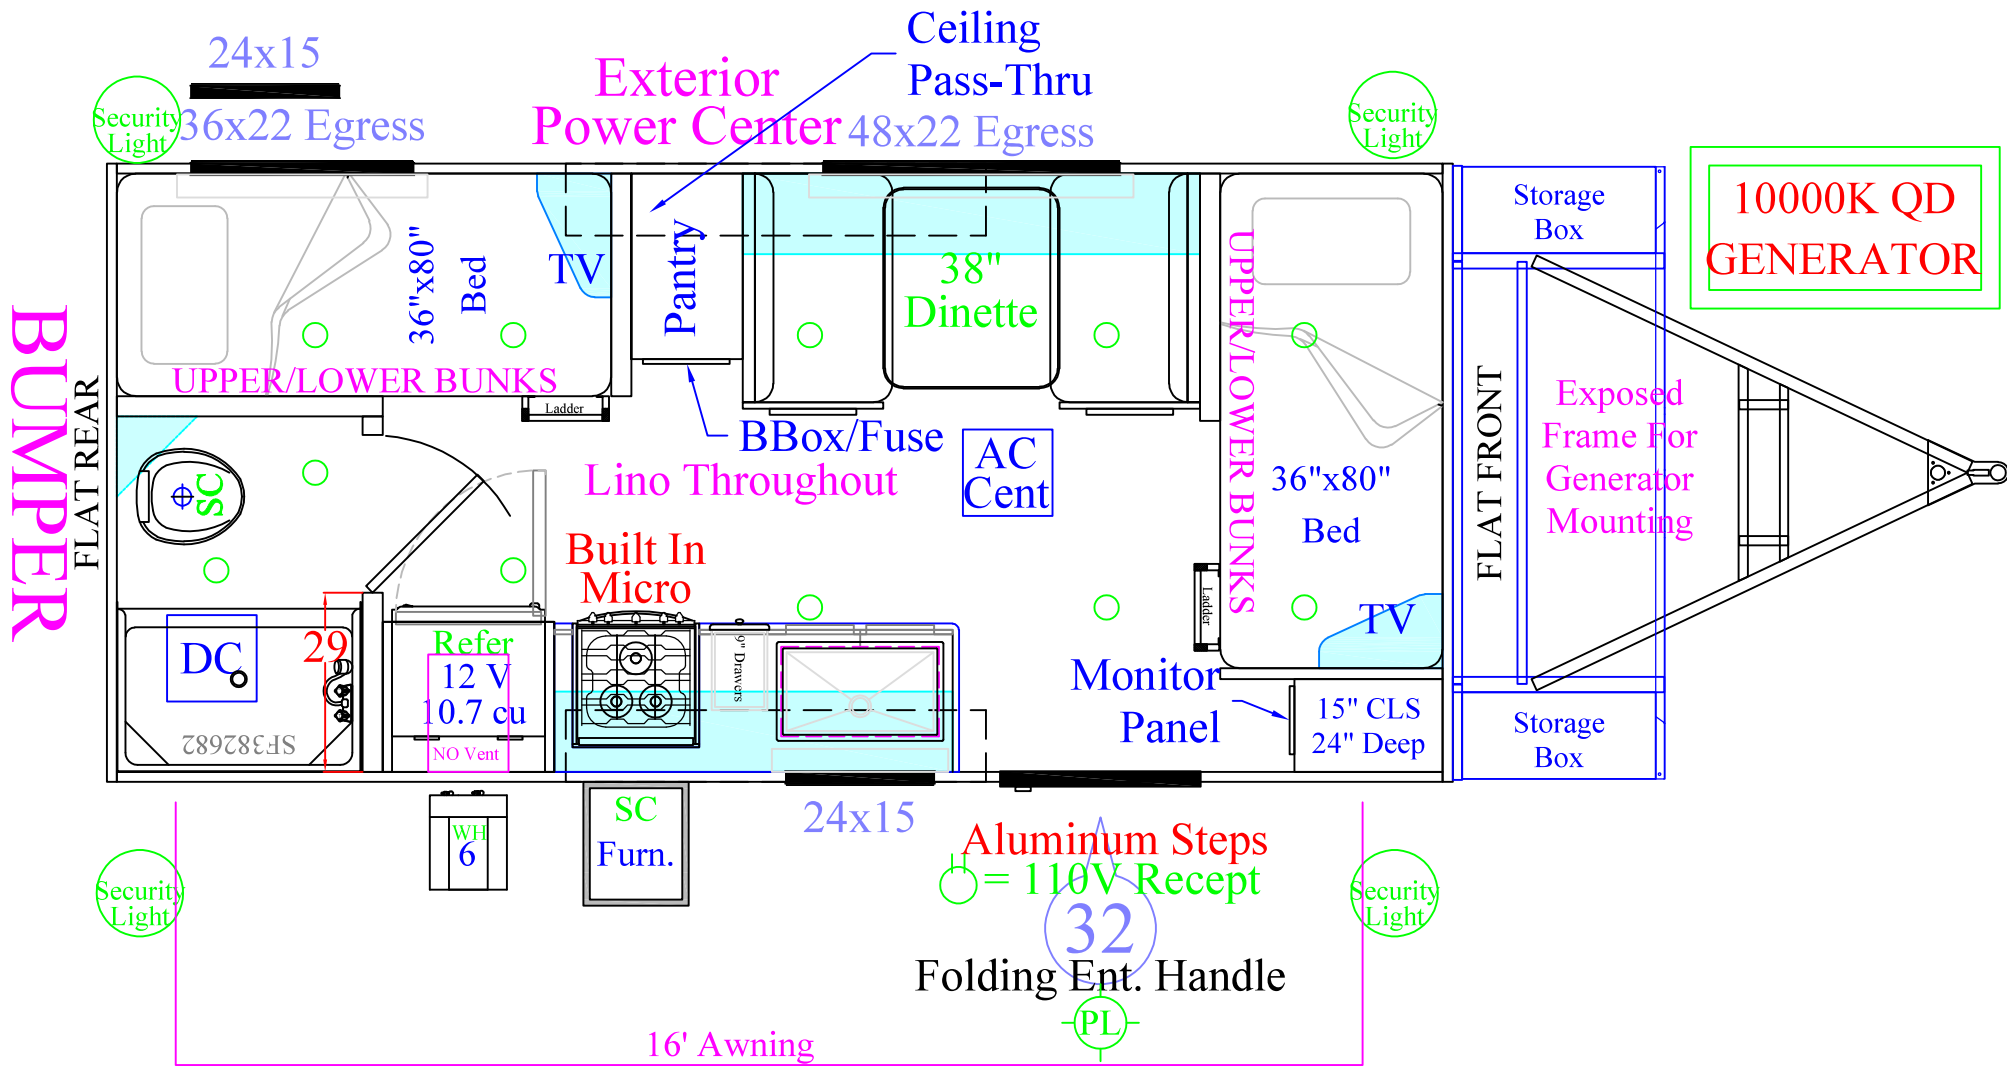 24x15
36x22 Egress
Security
Light
Exterior
Power Center
Ceiling
Pass-Thru
48x22 Egress
Security
Light
10000K QD
GENERATOR
Storage
Box
36"x80"
Bed
TV
UPPER/LOWER BUNKS
Ladder
Pantry
38"
Dinette
BBox/Fuse
Lino Throughout
AC
Cent
UPPER/LOWER BUNKS
36"x80"
Bed
TV
Ladder
FLAT FRONT
Exposed
Frame For
Generator
Mounting
BUMPER
FLAT REAR
SC
Built In
Micro
DC
29
SF382682
Refer
12 V
10.7 cu
NO Vent
9" Drawers
Monitor
Panel
15" CLS
24" Deep
Storage
Box
WH
6
SC
Furn.
24x15
Aluminum Steps
= 110V Recept
32
Folding Ent. Handle
PL
Security
Light
Security
Light
16' Awning